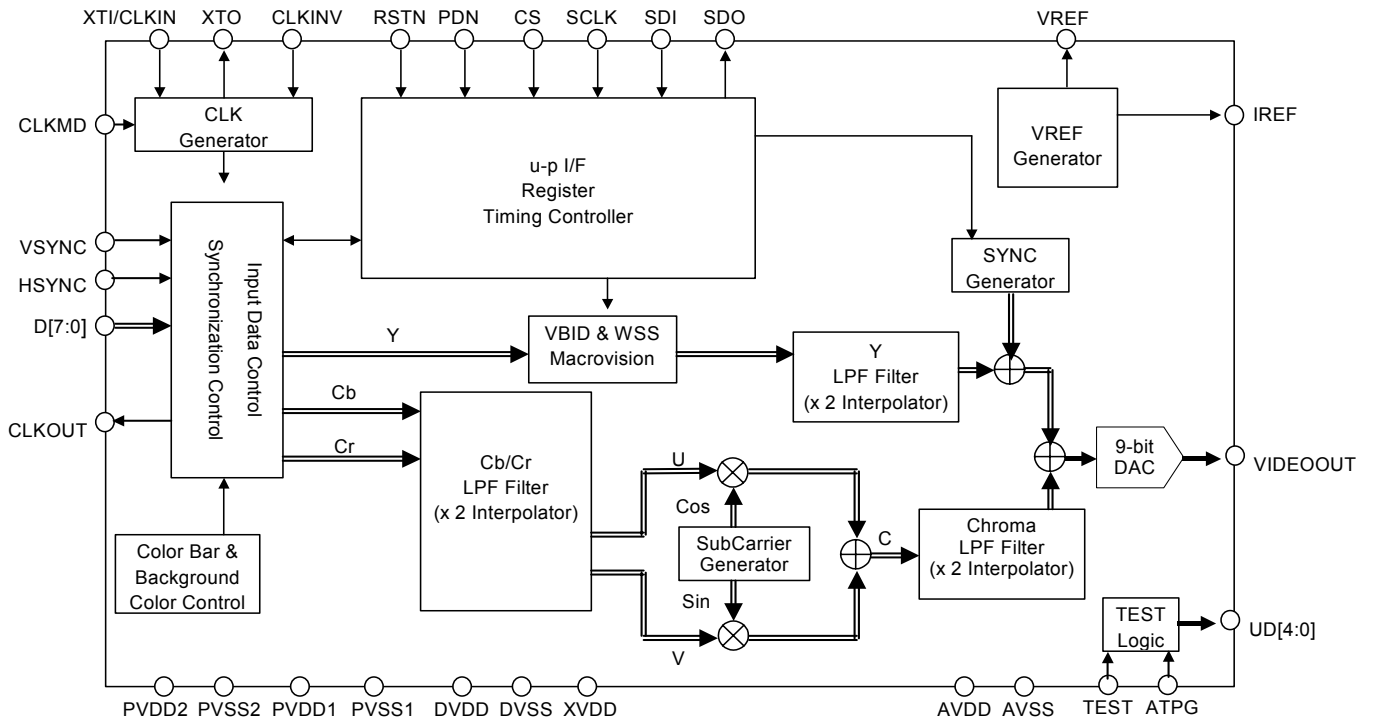 XTI/CLKIN
XTO
CLKINV
RSTN
PDN
CS
SCLK
SDI
SDO
VREF
CLKMD
CLK
Generator
u-p I/F
Register
Timing Controller
VREF
Generator
IREF
VSYNC
HSYNC
D[7:0]
CLKOUT
Input Data Control
Synchronization Control
SYNC
Generator
Y
VBID & WSS
Macrovision
Y
LPF Filter
(x 2 Interpolator)
Cb
Cr
Cb/Cr
LPF Filter
(x 2 Interpolator)
U
Cos
SubCarrier
Generator
Sin
V
C
Chroma
LPF Filter
(x 2 Interpolator)
9-bit
DAC
VIDEOOUT
Color Bar &
Background
Color Control
TEST
Logic
UD[4:0]
PVDD2
PVSS2
PVDD1
PVSS1
DVDD
DVSS
XVDD
AVDD
AVSS
TEST
ATPG